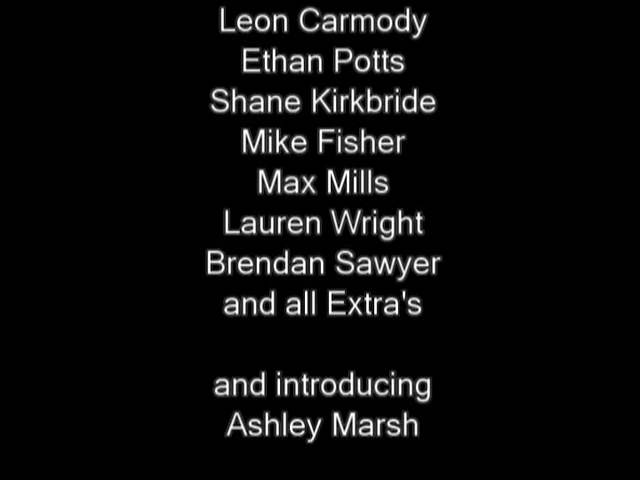 Leon Carmody
Ethan Potts
Shane Kirkbride
Mike Fisher
Max Mills
Lauren Wright
Brendan Sawyer
and all Extra's
and introducing
Ashley Marsh